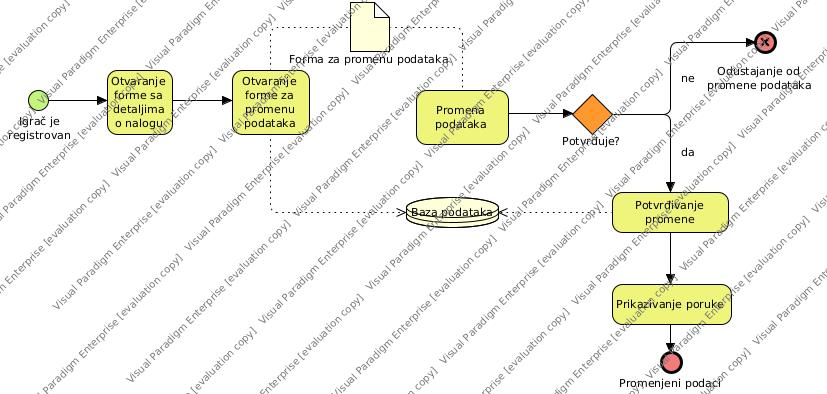 Forma za promenu podataka
Otvaranje
forme sa
detaljima
o nalogu
Otvaranje
forme za
promenu
podataka
Promena
podataka
ne
Odustajanje od
promene podataka
Igrač je
registrovan
Potvrđuje?
da
Baza podataka
Potvrđivanje
promene
Prikazivanje poruke
Promenjeni podaci
Visual Paradigm Enterprise [evaluation copy]